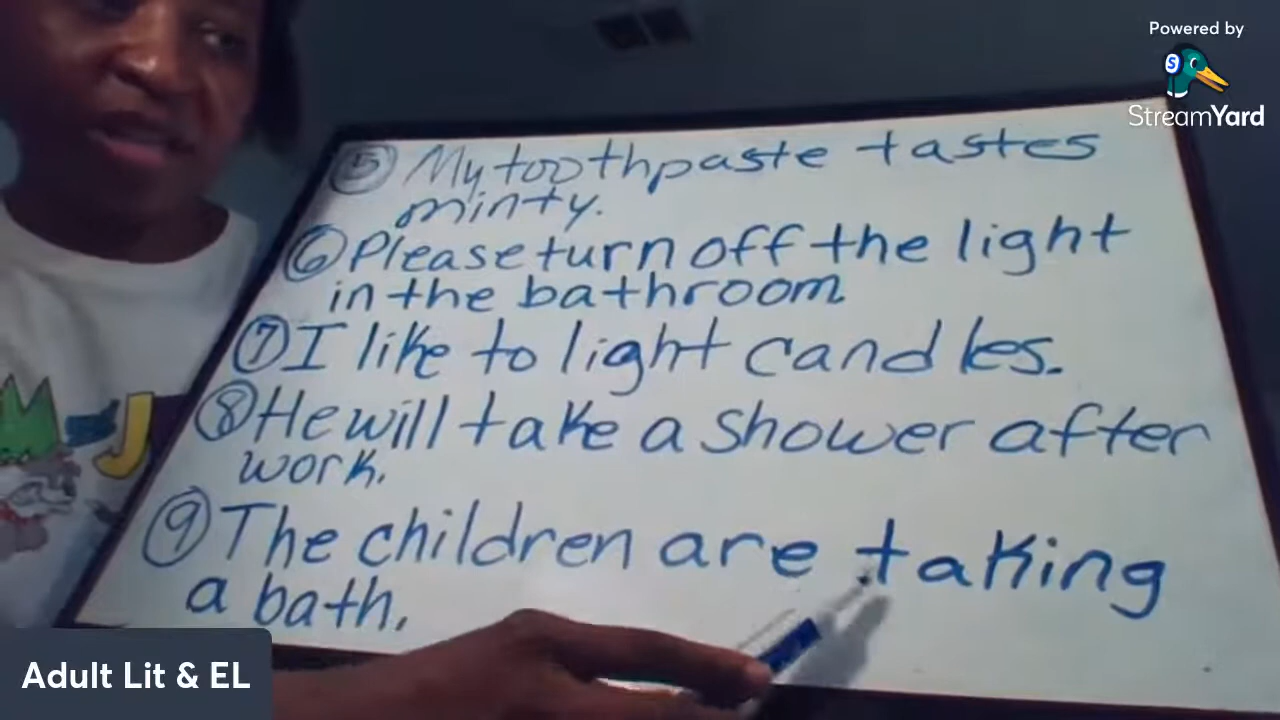 Powered by
StreamYard
5 My toothpaste tastes
minty.
6 Please turn off the light
in the bathroom
7 I like to light candles.
8 He will take a shower after
work.
9 The children are taking
a bath.
Adult Lit & EL